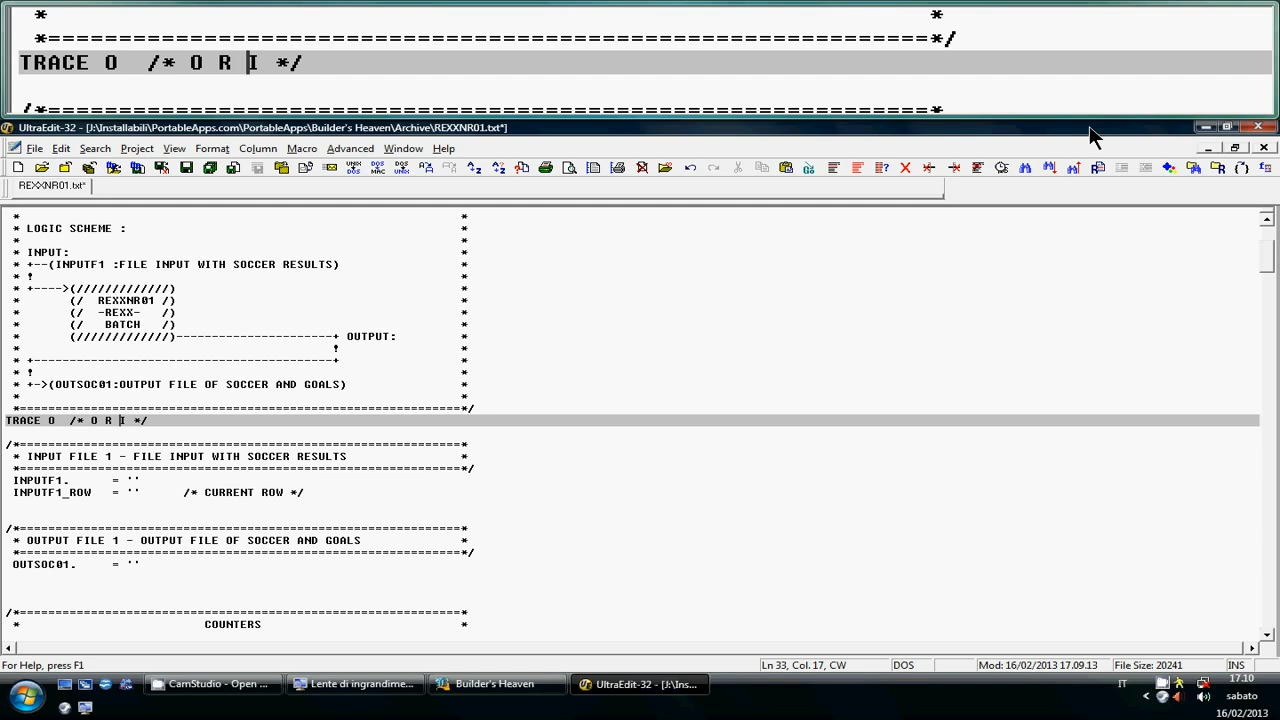 *                                                              *
*==============================================================*/
TRACE O  /* O R I */
/*==============================================================*
UltraEdit-32 - [J:\Installabili\PortableApps.com\PortableApps\Builder's Heaven\Archive\REXXNR01.txt*]
File Edit Search Project View Format Column Macro Advanced Window Help
REXXNR01.txt*
* LOGIC SCHEME : *
* INPUT: *
* +--(INPUTF1 :FILE INPUT WITH SOCCER RESULTS) *
* ! *
* +---->(/////////////) *
* (/ REXXNR01 /) *
* (/ -REXX- /) *
* (/ BATCH /) *
* (/////////////)----------------------+ OUTPUT: *
* ! *
* +------------------------------------------+ *
* ! *
* +->(OUTSOC01:OUTPUT FILE OF SOCCER AND GOALS) *
* *
*==============================================================*/
TRACE O  /* O R I */
/*==============================================================*
* INPUT FILE 1 - FILE INPUT WITH SOCCER RESULTS *
*==============================================================*/
INPUTF1. = ''
INPUTF1_ROW = '' /* CURRENT ROW */
/*==============================================================*
* OUTPUT FILE 1 - OUTPUT FILE OF SOCCER AND GOALS *
*==============================================================*/
OUTSOC01. = ''
/*==============================================================*
* COUNTERS *
For Help, press F1 Ln 33, Col. 17, CW DOS Mod: 16/02/2013 17.09.13 File Size: 20241 INS
CamStudio - Open ... Lente di ingrandime... Builder's Heaven UltraEdit-32 - [J:\Ins... IT 17.10
sabato
16/02/2013